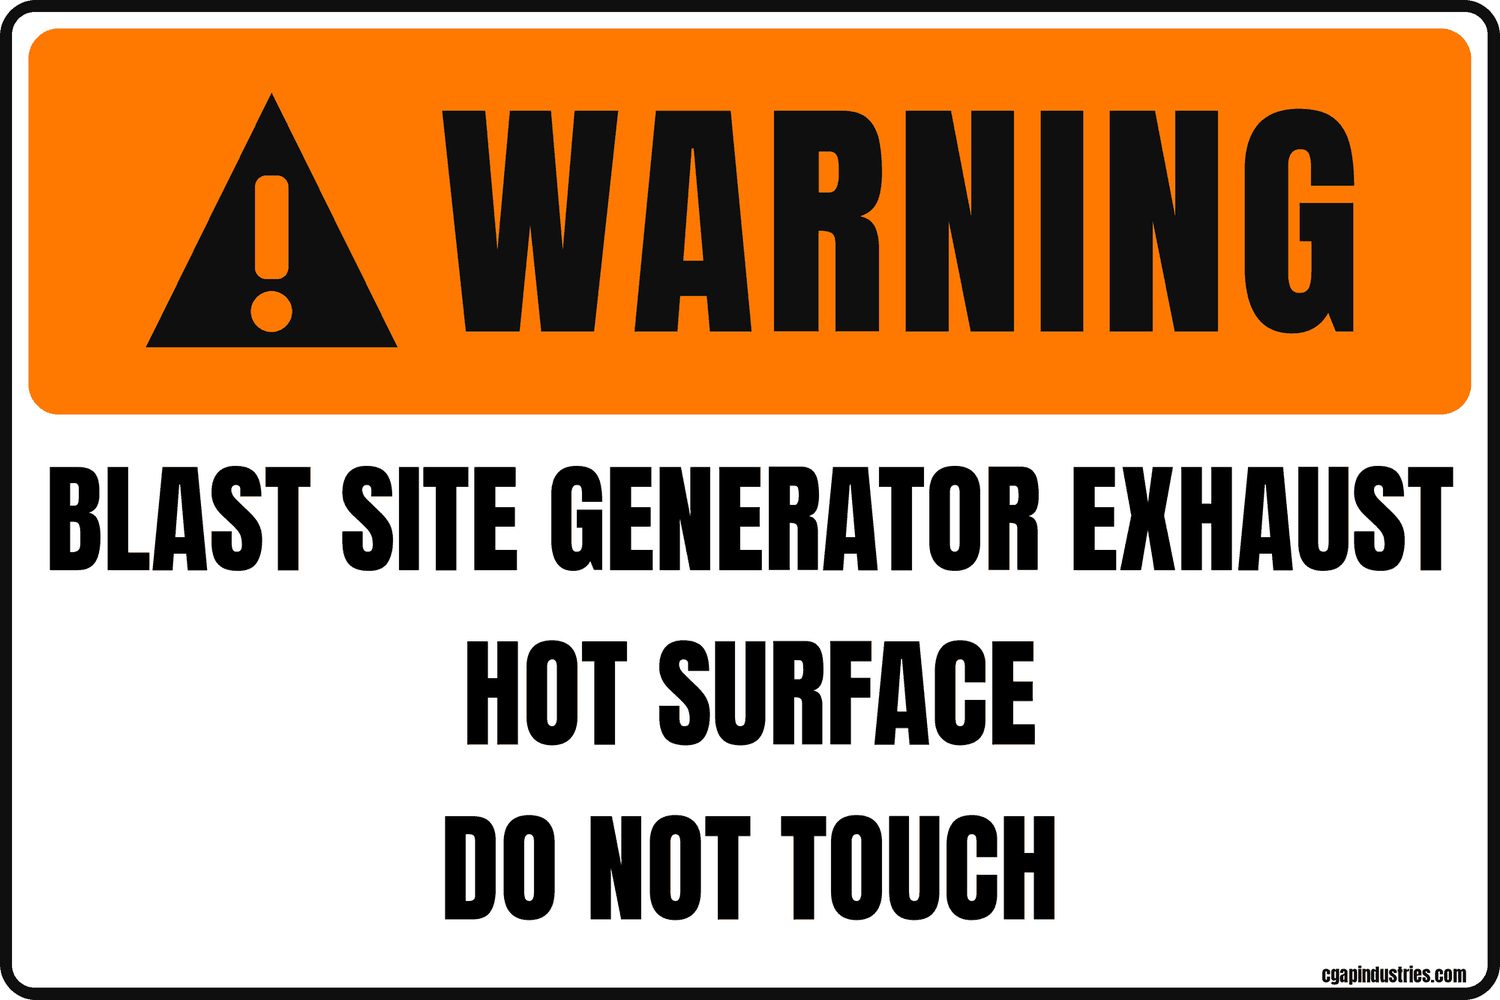 WARNING
BLAST SITE GENERATOR EXHAUST
HOT SURFACE
DO NOT TOUCH
cgapindustries.com